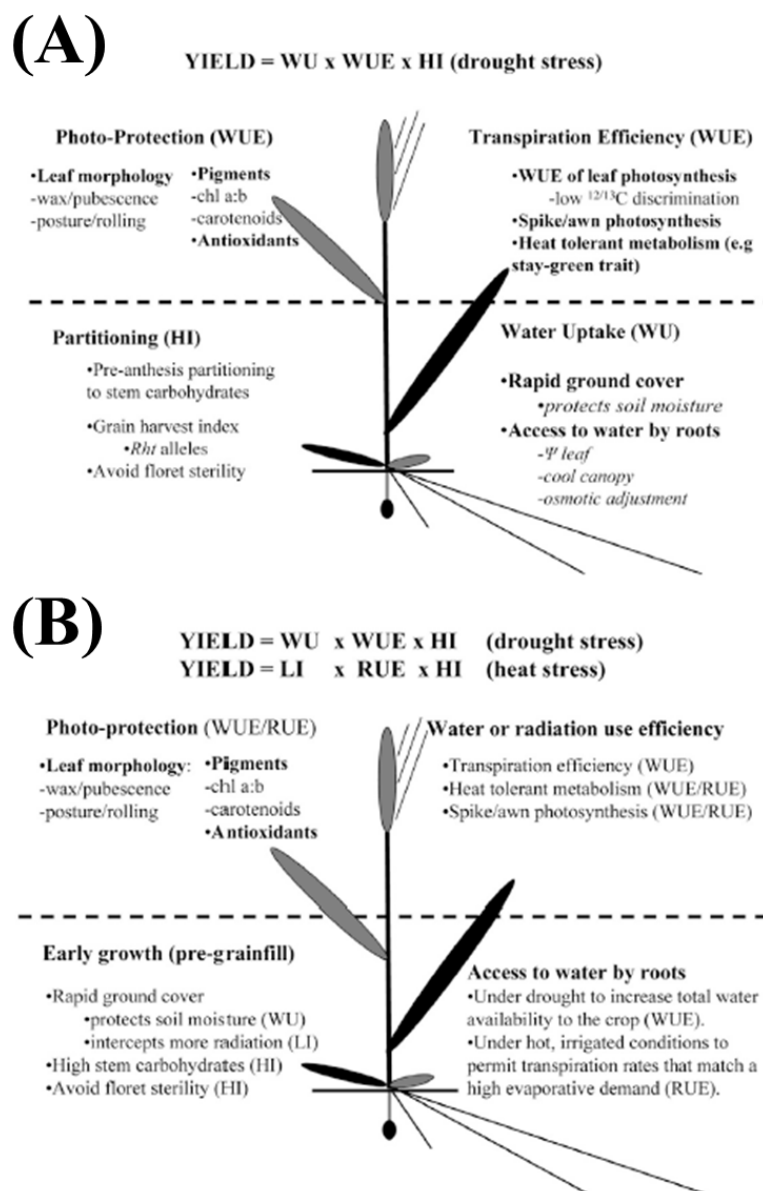 (A)
YIELD = WU x WUE x HI (drought stress)
Photo-Protection (WUE)
•Leaf morphology
-wax/pubescence
-posture/rolling
•Pigments
-chl a:b
-carotenoids
•Antioxidants
Transpiration Efficiency (WUE)
•WUE of leaf photosynthesis
-low 12/13C discrimination
•Spike/awn photosynthesis
•Heat tolerant metabolism (e.g
stay-green trait)
Partitioning (HI)
•Pre-anthesis partitioning
to stem carbohydrates
•Grain harvest index
•Rht alleles
•Avoid floret sterility
Water Uptake (WU)
•Rapid ground cover
•protects soil moisture
•Access to water by roots
-Ψ leaf
-cool canopy
-osmotic adjustment
(B)
YIELD = WU x WUE x HI (drought stress)
YIELD = LI x RUE x HI (heat stress)
Photo-protection (WUE/RUE)
•Leaf morphology:
-wax/pubescence
-posture/rolling
•Pigments
-chl a:b
-carotenoids
•Antioxidants
Water or radiation use efficiency
•Transpiration efficiency (WUE)
•Heat tolerant metabolism (WUE/RUE)
•Spike/awn photosynthesis (WUE/RUE)
Early growth (pre-grainfill)
•Rapid ground cover
•protects soil moisture (WU)
•intercepts more radiation (LI)
•High stem carbohydrates (HI)
•Avoid floret sterility (HI)
Access to water by roots
•Under drought to increase total water
availability to the crop (WUE).
•Under hot, irrigated conditions to
permit transpiration rates that match a
high evaporative demand (RUE).